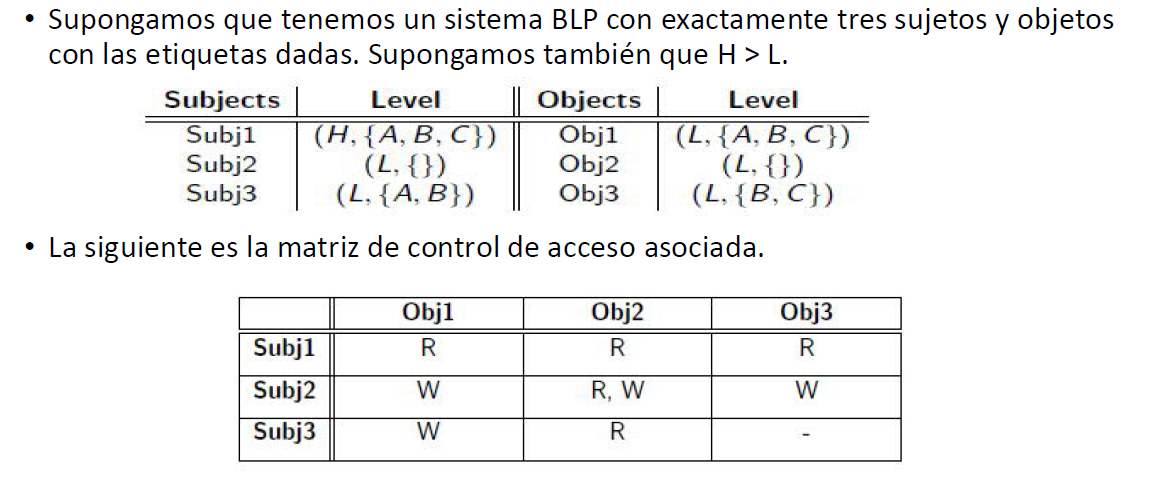 • Supongamos que tenemos un sistema BLP con exactamente tres sujetos y objetos
con las etiquetas dadas. Supongamos también que H > L.
Subjects Level Objects Level
Subj1 (H, {A, B, C}) Obj1 (L, {A, B, C})
Subj2 (L, {}) Obj2 (L, {})
Subj3 (L, {A, B}) Obj3 (L, {B, C})
• La siguiente es la matriz de control de acceso asociada.
Obj1 Obj2 Obj3
Subj1 R R R
Subj2 W R, W W
Subj3 W R -